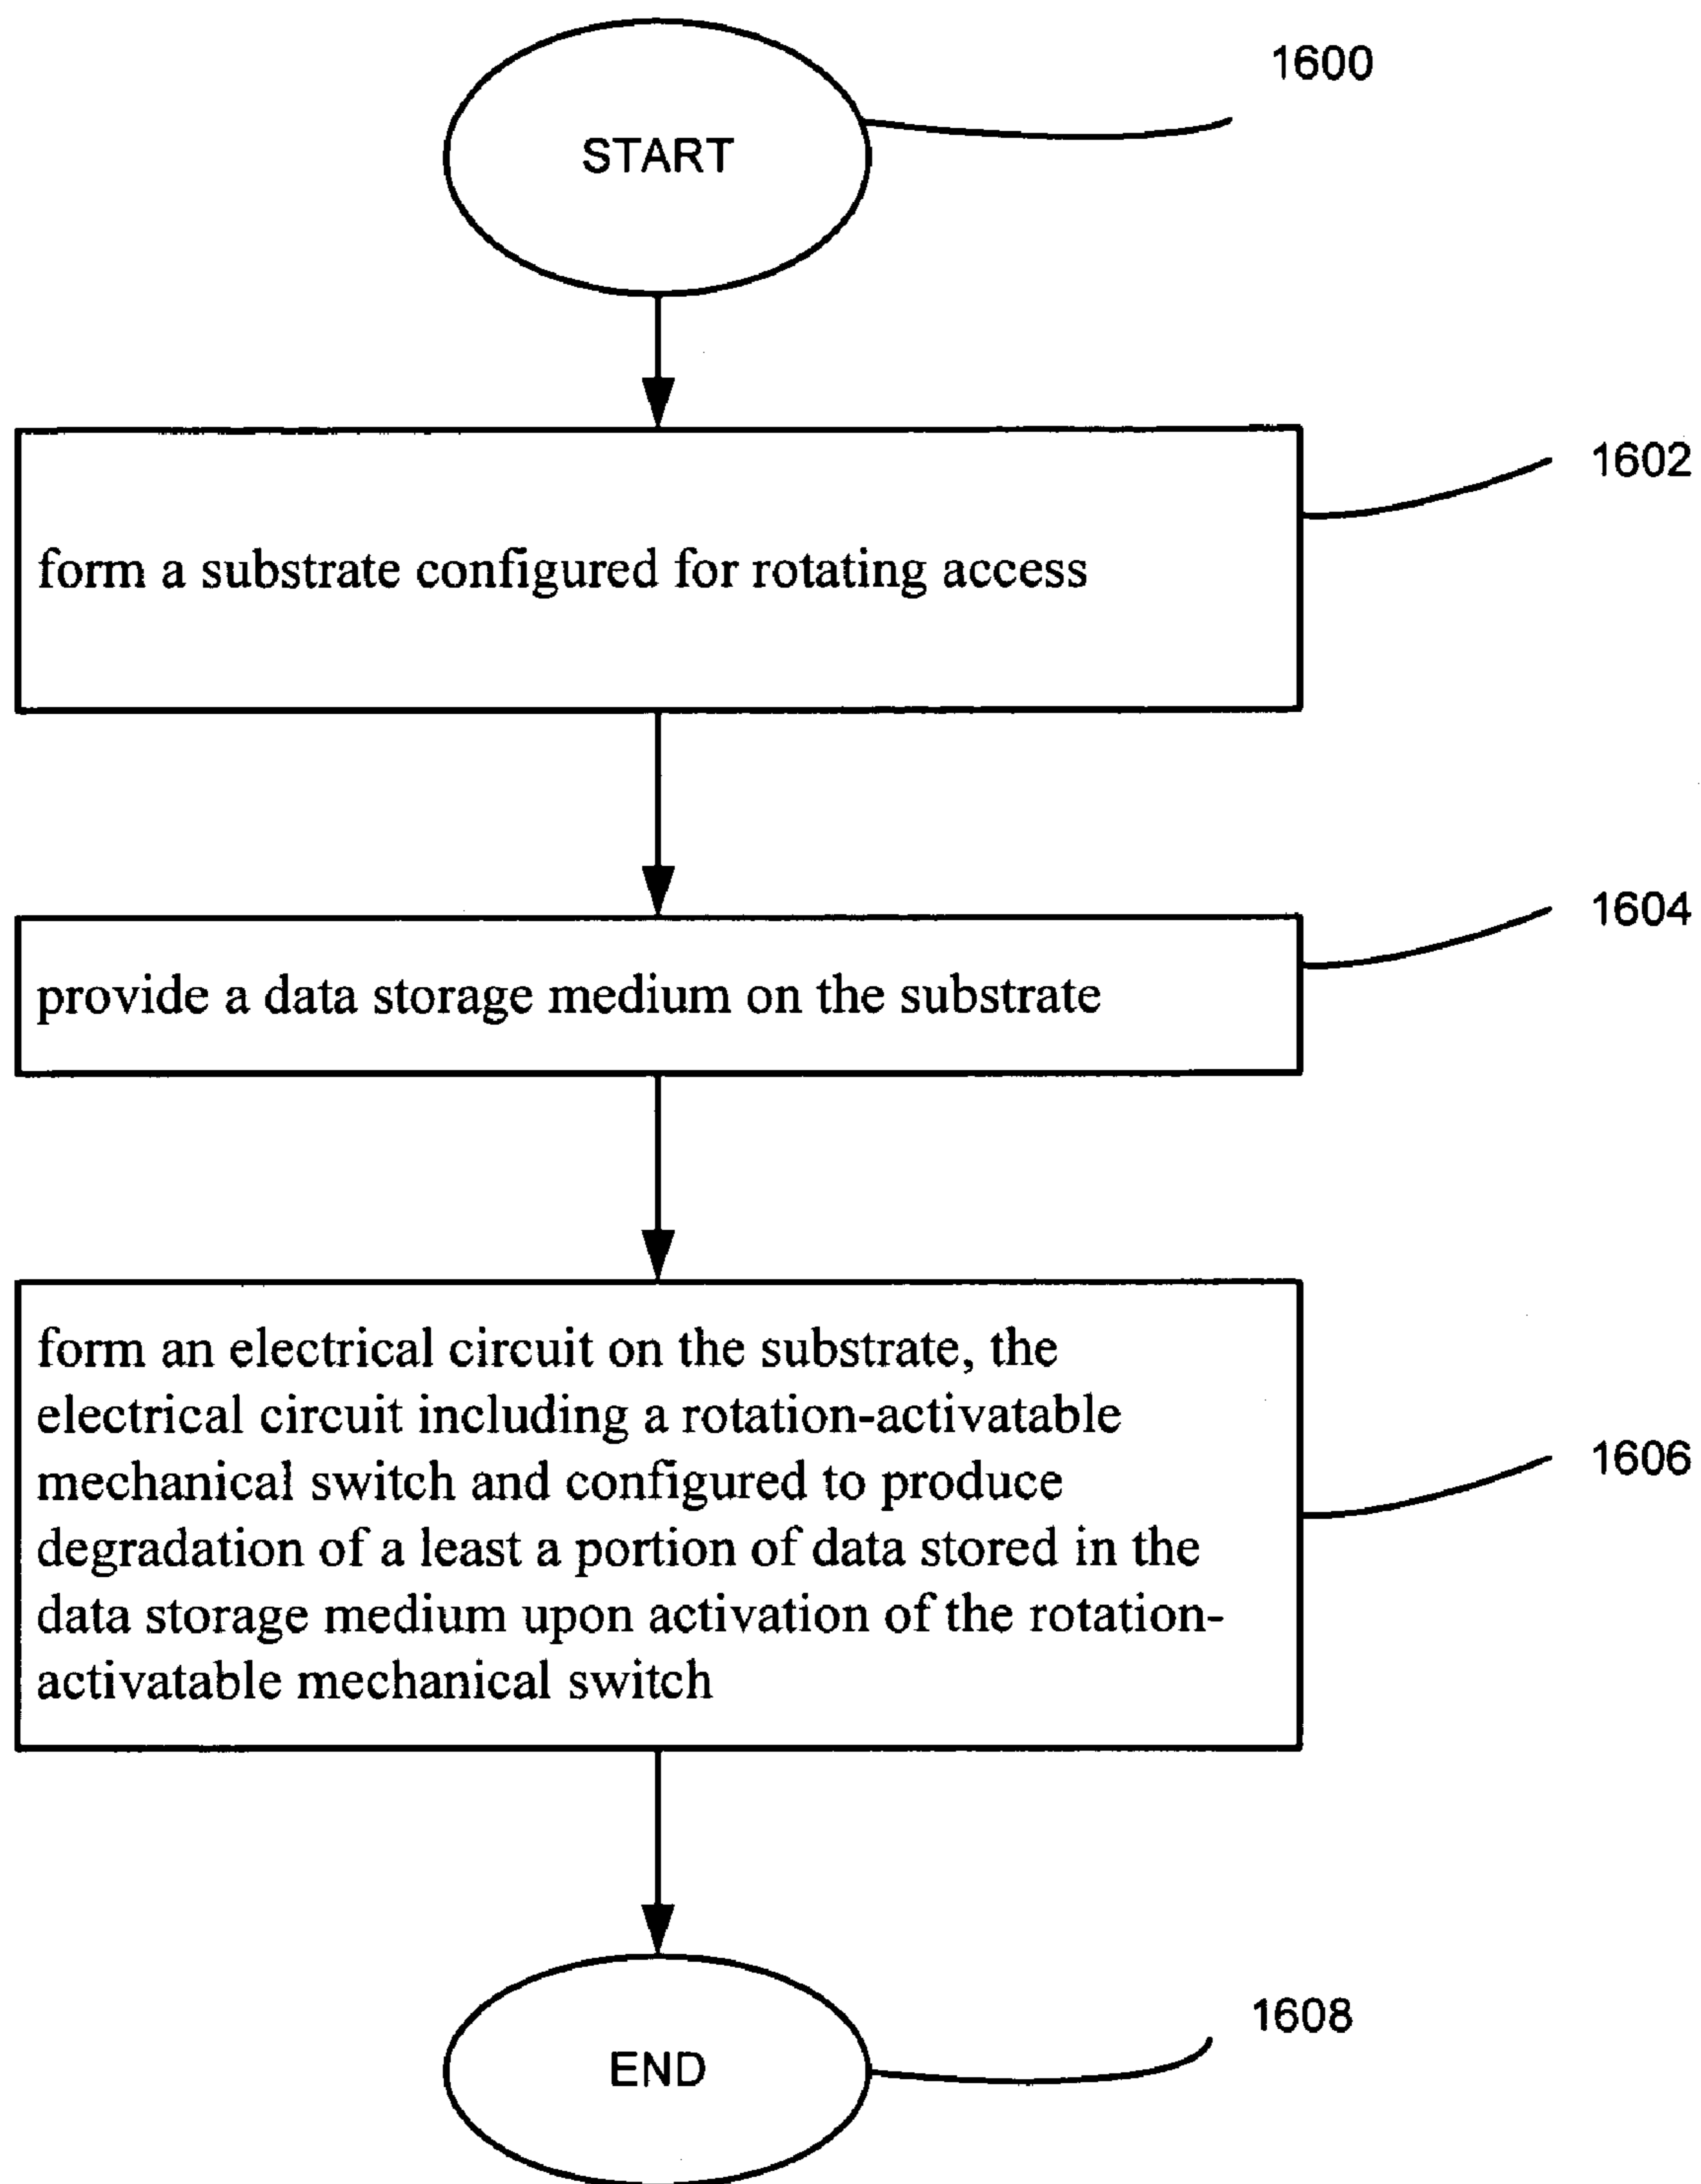 1600
START
1602
form a substrate configured for rotating access
1604
provide a data storage medium on the substrate
form an electrical circuit on the substrate, the
electrical circuit including a rotation-activatable
mechanical switch and configured to produce
1606
degradation of a least a portion of data stored in the
data storage medium upon activation of the rotation-
activatable mechanical switch
1608
END